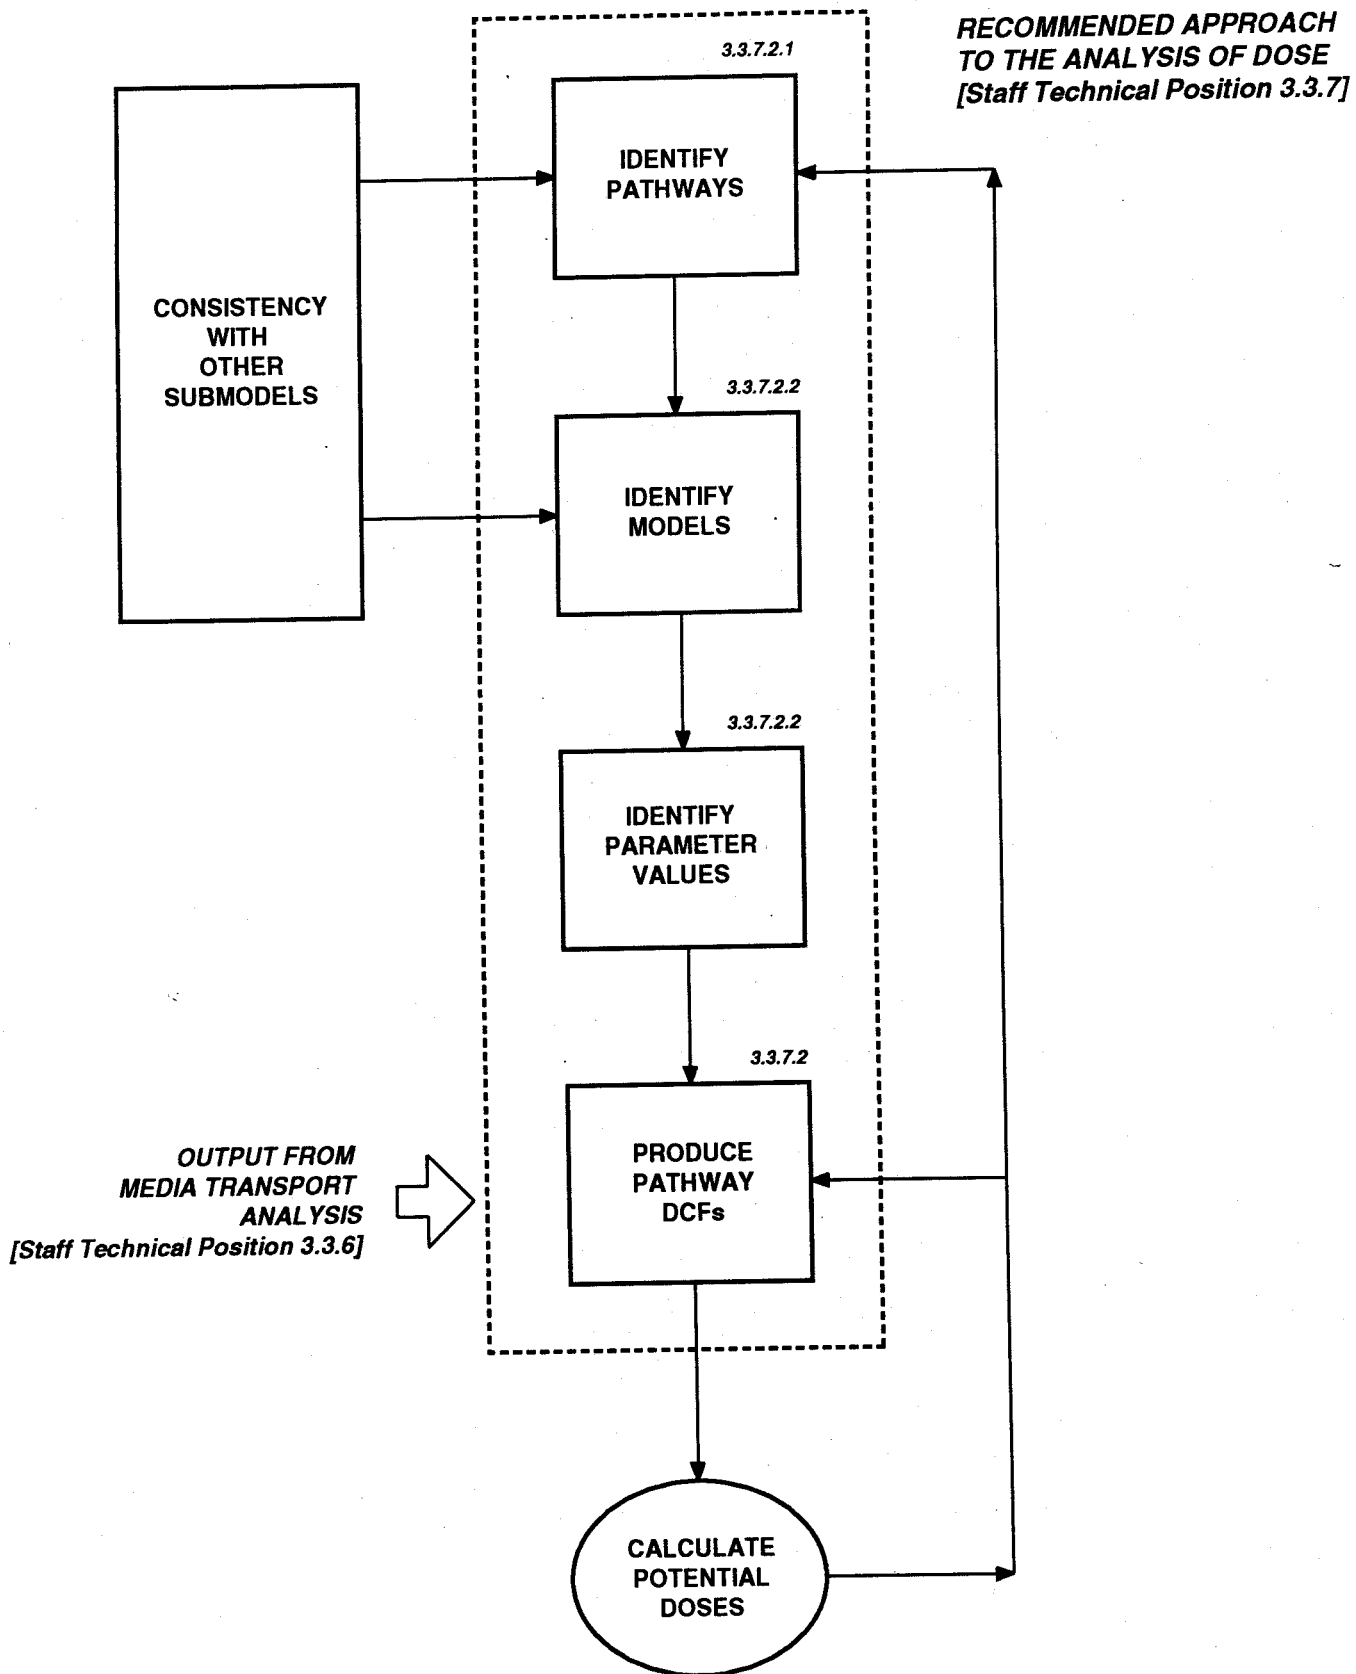 RECOMMENDED APPROACH
TO THE ANALYSIS OF DOSE
[Staff Technical Position 3.3.7]
3.3.7.2.1
IDENTIFY
PATHWAYS
CONSISTENCY
WITH
OTHER
SUBMODELS
3.3.7.2.2
IDENTIFY
MODELS
3.3.7.2.2
IDENTIFY
PARAMETER
VALUES
3.3.7.2
PRODUCE
PATHWAY
DCFs
OUTPUT FROM
MEDIA TRANSPORT
ANALYSIS
[Staff Technical Position 3.3.6]
CALCULATE
POTENTIAL
DOSES